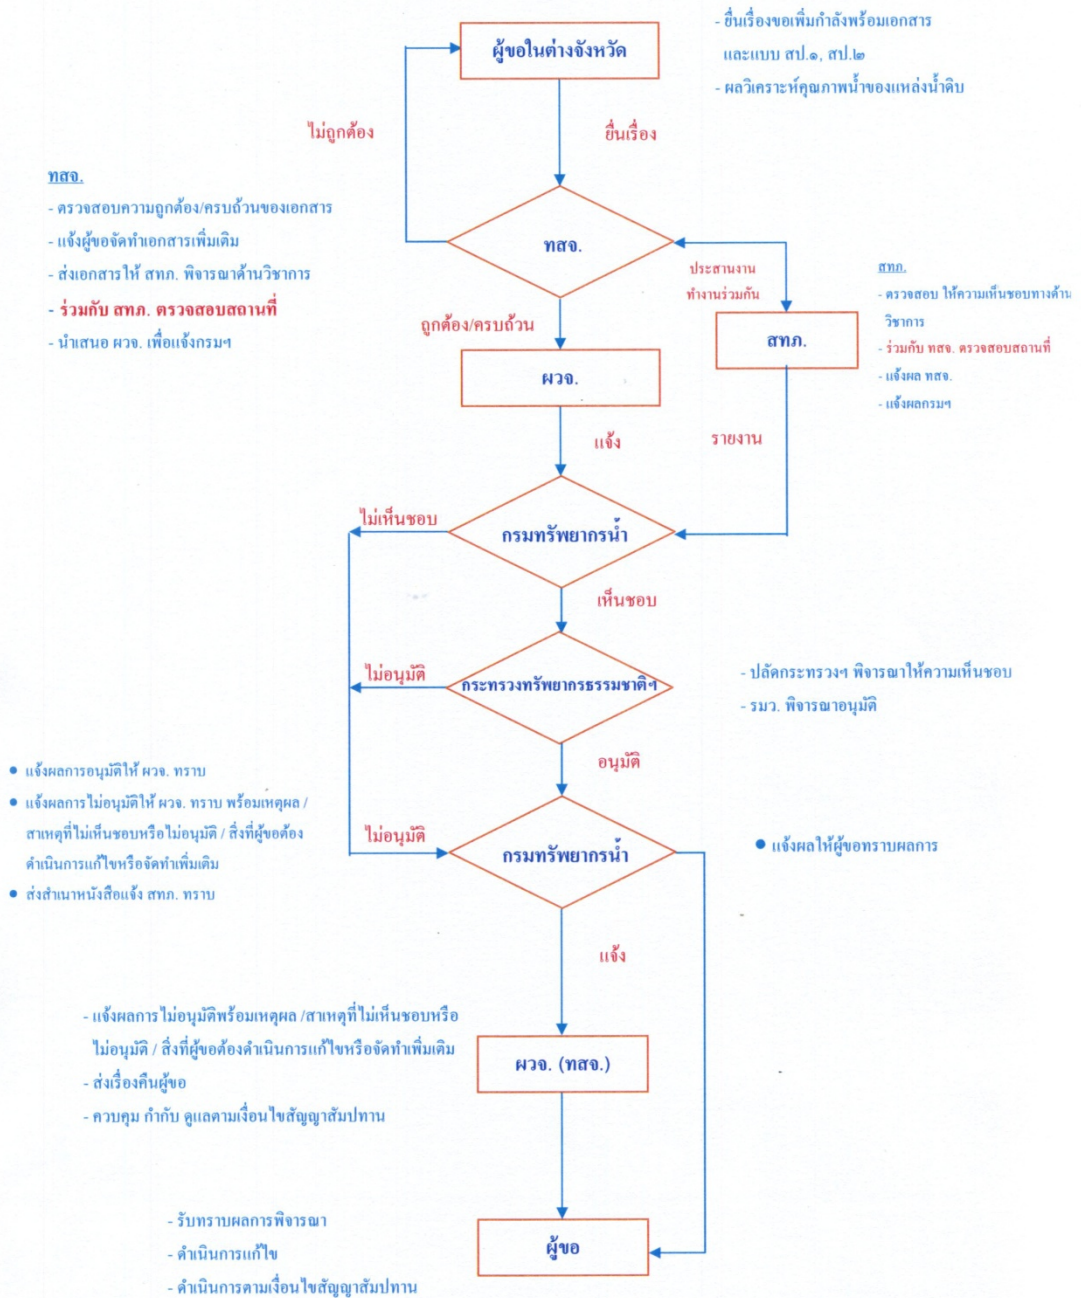 ผู้ขอในต่างจังหวัด
- ยื่นเรื่องขอเพิ่มกำลังพร้อมเอกสาร
และแบบ สป.๑, สป.๒
- ผลวิเคราะห์คุณภาพน้ำของแหล่งน้ำดิบ
ไม่ถูกต้อง
ยื่นเรื่อง
ทสจ.
- ตรวจสอบความถูกต้อง/ครบถ้วนของเอกสาร
- แจ้งผู้ขอจัดทำเอกสารเพิ่มเติม
- ส่งเอกสารให้ สทภ. พิจารณาด้านวิชาการ
- ร่วมกับ สทภ. ตรวจสอบสถานที่
- นำเสนอ ผวจ. เพื่อแจ้งกรมฯ
ทสจ.
ประสานงาน
ทำงานร่วมกัน
สทภ.
- ตรวจสอบ ให้ความเห็นชอบทางด้าน
วิชาการ
- ร่วมกับ ทสจ. ตรวจสอบสถานที่
- แจ้งผล ทสจ.
- แจ้งผลกรมฯ
ถูกต้อง/ครบถ้วน
สทภ.
ผวจ.
แจ้ง
รายงาน
ไม่เห็นชอบ
กรมทรัพยากรน้ำ
เห็นชอบ
ไม่อนุมัติ
กระทรวงทรัพยากรธรรมชาติฯ
- ปลัดกระทรวงฯ พิจารณาให้ความเห็นชอบ
- รมว. พิจารณาอนุมัติ
อนุมัติ
● แจ้งผลการอนุมัติให้ ผวจ. ทราบ
● แจ้งผลการไม่อนุมัติให้ ผวจ. ทราบ พร้อมเหตุผล /
สาเหตุที่ไม่เห็นชอบหรือไม่อนุมัติ / สิ่งที่ผู้ขอต้อง
ดำเนินการแก้ไขหรือจัดทำเพิ่มเติม
● ส่งสำเนาหนังสือแจ้ง สทภ. ทราบ
ไม่อนุมัติ
กรมทรัพยากรน้ำ
● แจ้งผลให้ผู้ขอทราบผลการ
แจ้ง
- แจ้งผลการไม่อนุมัติพร้อมเหตุผล /สาเหตุที่ไม่เห็นชอบหรือ
ไม่อนุมัติ / สิ่งที่ผู้ขอต้องดำเนินการแก้ไขหรือจัดทำเพิ่มเติม
- ส่งเรื่องคืนผู้ขอ
- ควบคุม กำกับ ดูแลตามเงื่อนไขสัญญาสัมปทาน
ผวจ. (ทสจ.)
- รับทราบผลการพิจารณา
- ดำเนินการแก้ไข
- ดำเนินการตามเงื่อนไขสัญญาสัมปทาน
ผู้ขอ